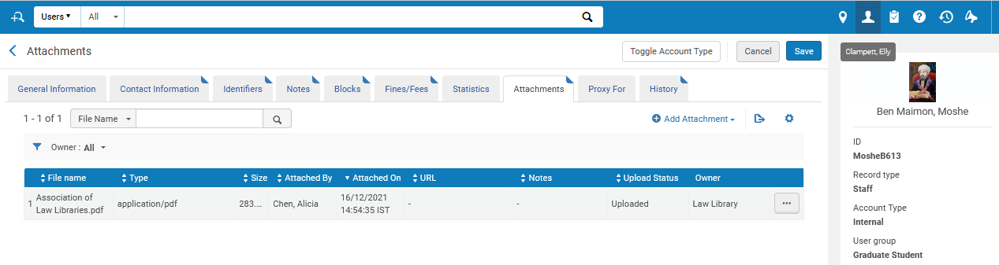 Users All
Attachments Toggle Account Type Cancel Save
Clampett, Elly
General Information Contact Information Identifiers Notes Blocks Fines/Fees Statistics Attachments Proxy For History
1 - 1 of 1 File Name Add Attachment
Owner : All
File name Type Size Attached By Attached On URL Notes Upload Status Owner
1 Association of Law Libraries.pdf application/pdf 283.... Chen, Alicia 16/12/2021 14:54:35 IST - - Uploaded Law Library ...
Ben Maimon, Moshe
ID
MosheB613
Record type
Staff
Account Type
Internal
User group
Graduate Student